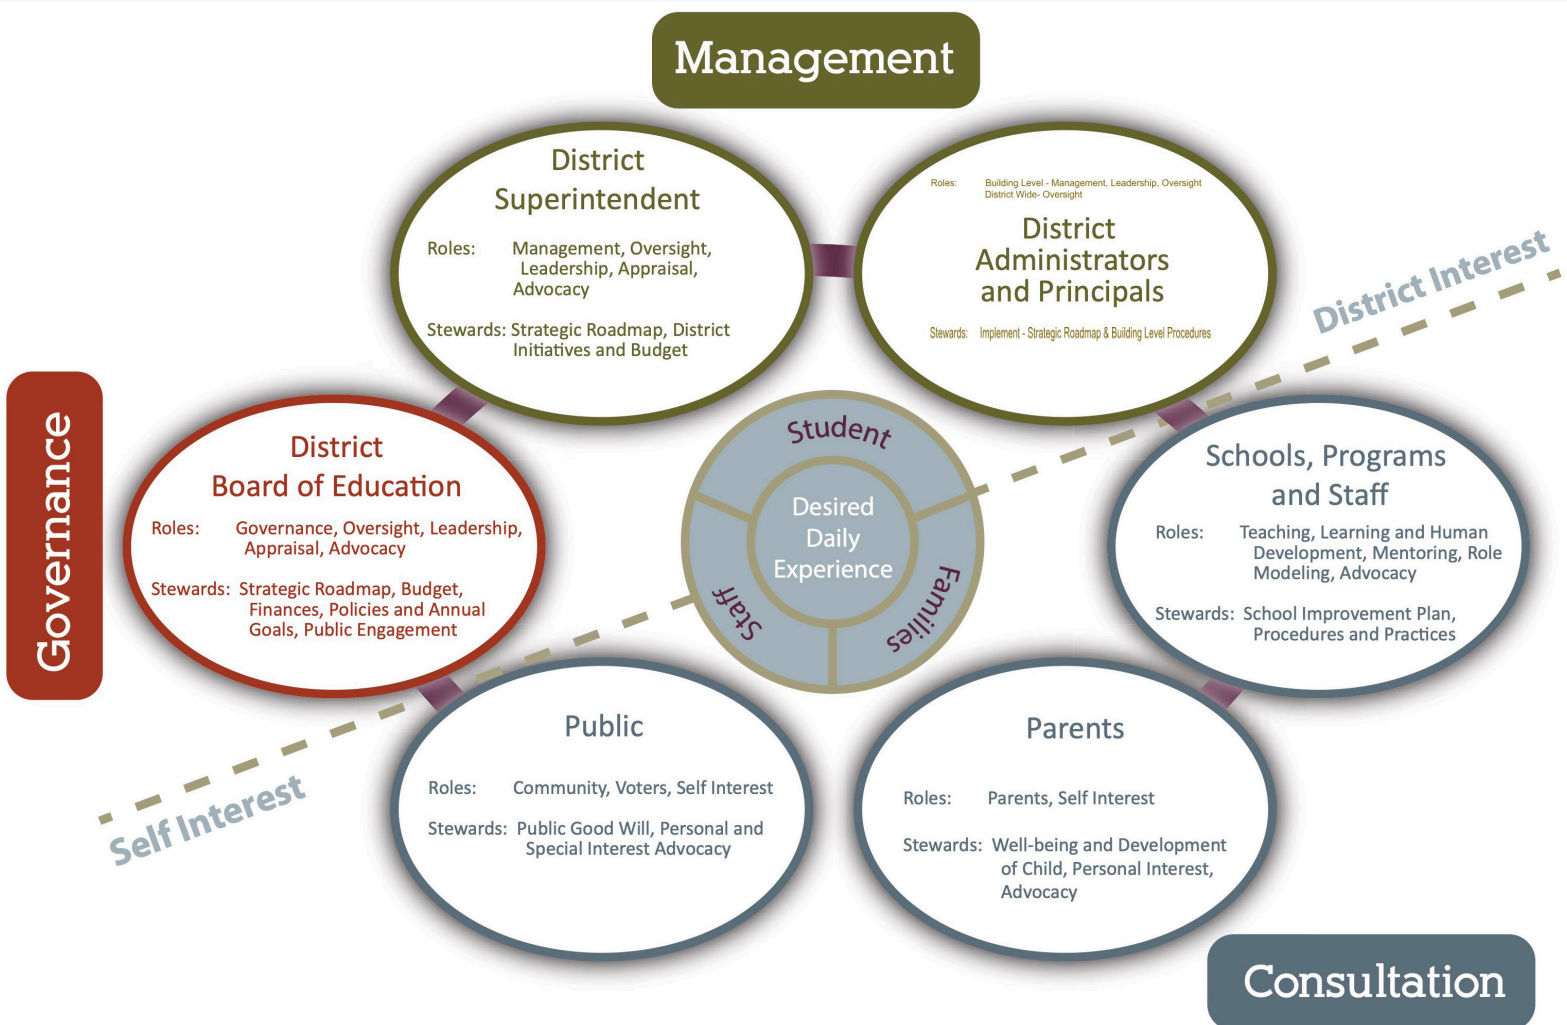 Management
District
Superintendent
Roles: Management, Oversight,
Leadership, Appraisal,
Advocacy
Stewards: Strategic Roadmap, District
Initiatives and Budget
Roles: Building Level - Management, Leadership, Oversight
District Wide- Oversight
District
Administrators
and Principals
Stewards: Implement - Strategic Roadmap & Building Level Procedures
District Interest
Governance
District
Board of Education
Roles: Governance, Oversight, Leadership,
Appraisal, Advocacy
Stewards: Strategic Roadmap, Budget,
Finances, Policies and Annual
Goals, Public Engagement
Student
Desired
Daily
Experience
Staff
Families
Schools, Programs
and Staff
Roles: Teaching, Learning and Human
Development, Mentoring, Role
Modeling, Advocacy
Stewards: School Improvement Plan,
Procedures and Practices
Self Interest
Public
Roles: Community, Voters, Self Interest
Stewards: Public Good Will, Personal and
Special Interest Advocacy
Parents
Roles: Parents, Self Interest
Stewards: Well-being and Development
of Child, Personal Interest,
Advocacy
Consultation